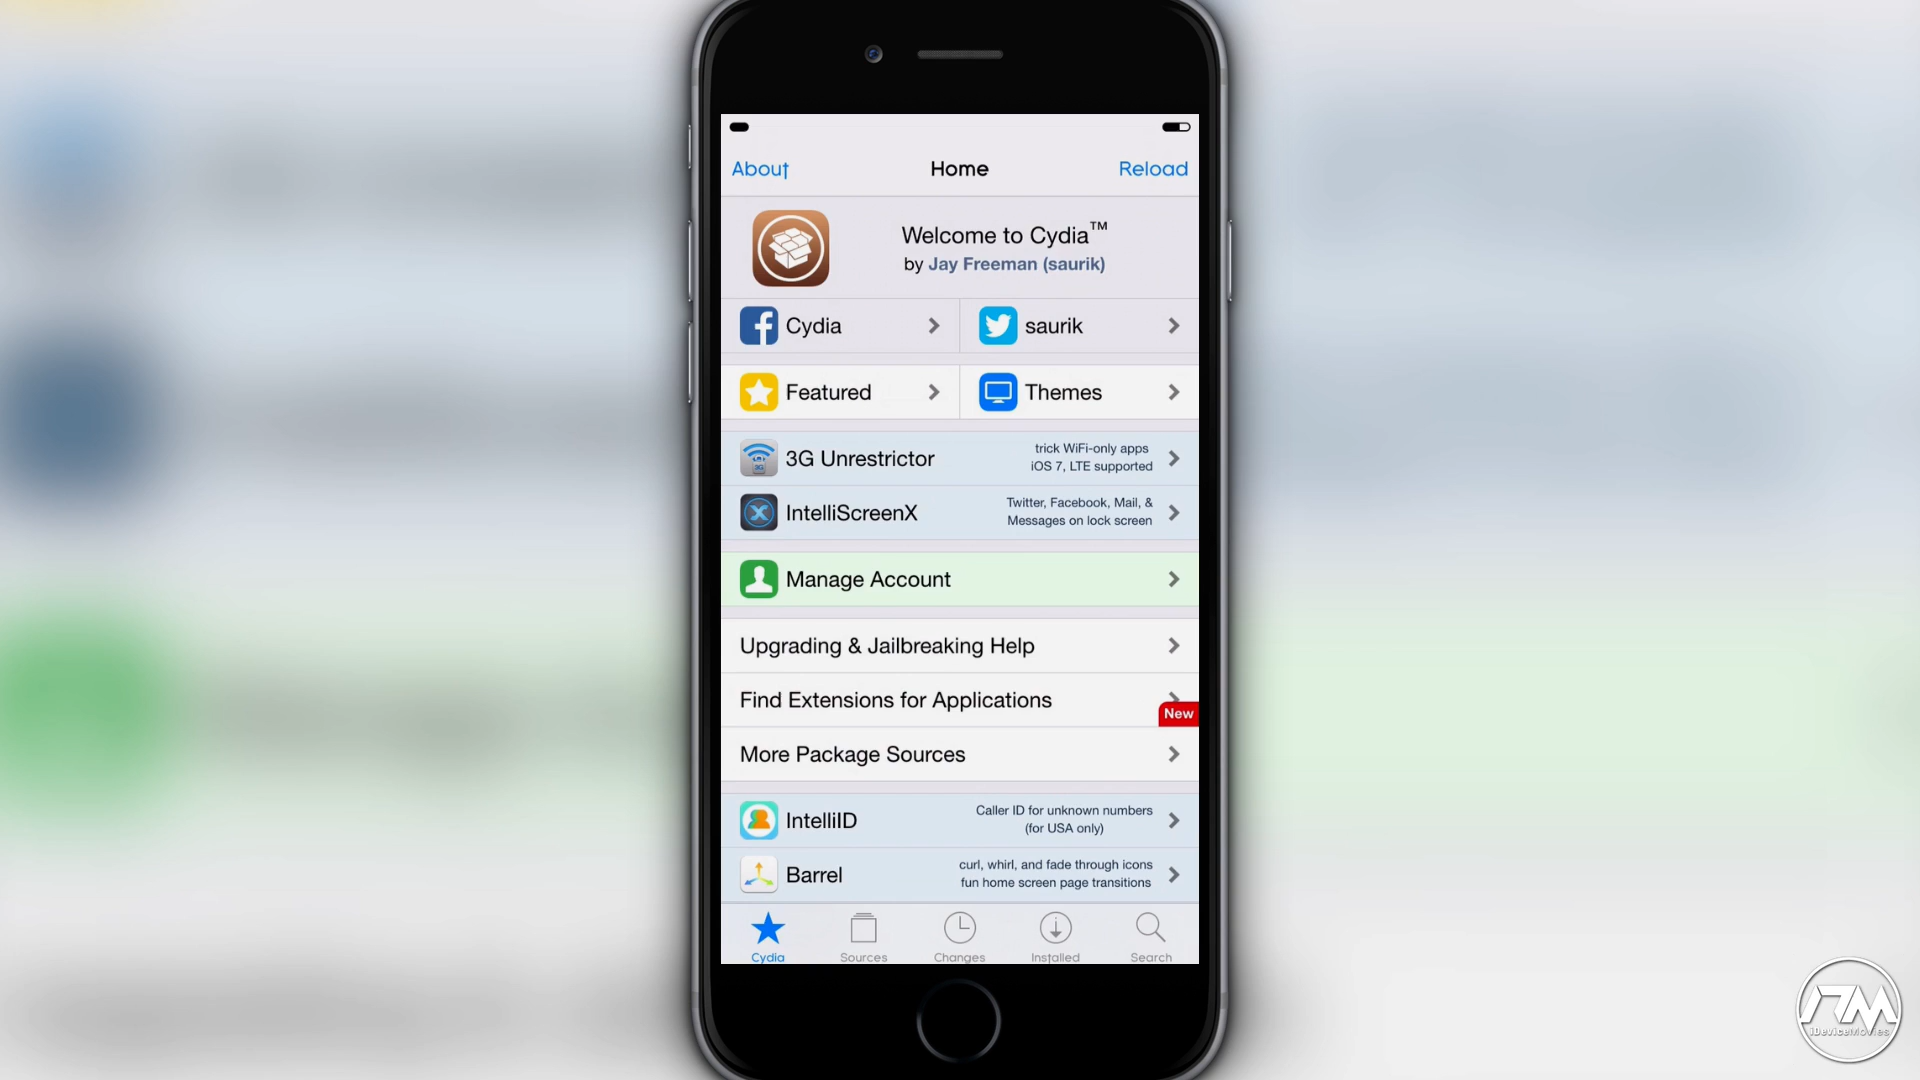 About
Home
Reload
Welcome to Cydia™
by Jay Freeman (saurik)
Cydia
saurik
Featured
Themes
3G Unrestrictor
trick WiFi-only apps
iOS 7, LTE supported
IntelliScreenX
Twitter, Facebook, Mail, &
Messages on lock screen
Manage Account
Upgrading & Jailbreaking Help
Find Extensions for Applications
New
More Package Sources
IntelliID
Caller ID for unknown numbers
(for USA only)
Barrel
curl, whirl, and fade through icons
fun home screen page transitions
Cydia
Sources
Changes
Installed
Search
iDeviceMovies